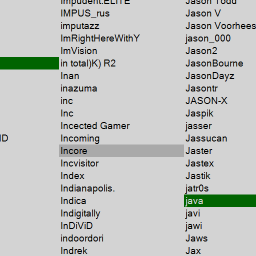 Impudent.ELITE
IMPUS_rus
imputazz
ImRightHereWithY
ImVision
in total)K) R2
Inan
inazuma
inc
Inc
Incected Gamer
Incoming
Incore
Incvisitor
Index
Indianapolis.
Indica
Indigitally
InDiViD
indoordori
Indrek
Jason Todd
Jason V
Jason Voorhees
jason_000
Jason2
JasonBourne
JasonDayz
Jasontr
JASON-X
Jaspik
jasser
Jassucan
Jaster
Jastex
Jastik
jatr0s
java
javi
jawi
Jaws
Jax